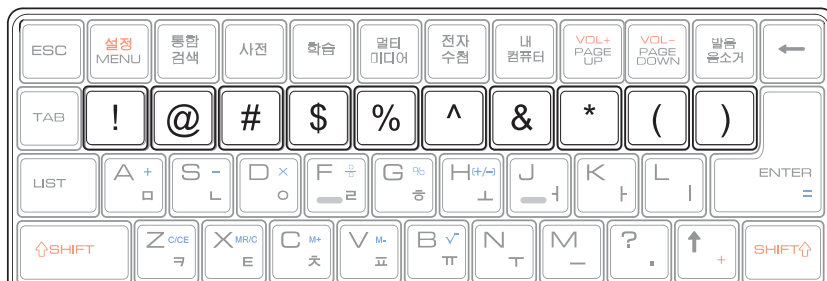 ESC 설정 MENU 통합 검색 사전 학습 멀티 미디어 전자 수첩 내 컴퓨터 VOL+ PAGE UP VOL- PAGE DOWN 발음 음소거 ←
TAB ! @ # $ % ^ & * ( )
LIST A + ㅁ S - ㄴ D × ㅇ F ㄹ G % ㅎ H [+/-] ㅗ J ㅓ K ㅏ L ㅣ ENTER =
⇧SHIFT Z C/CE ㅋ X MR/C ㅌ C M+ ㅊ V M- ㅍ B √ ㅠ N ㅜ M ㅡ ? . ↑ + SHIFT⇧